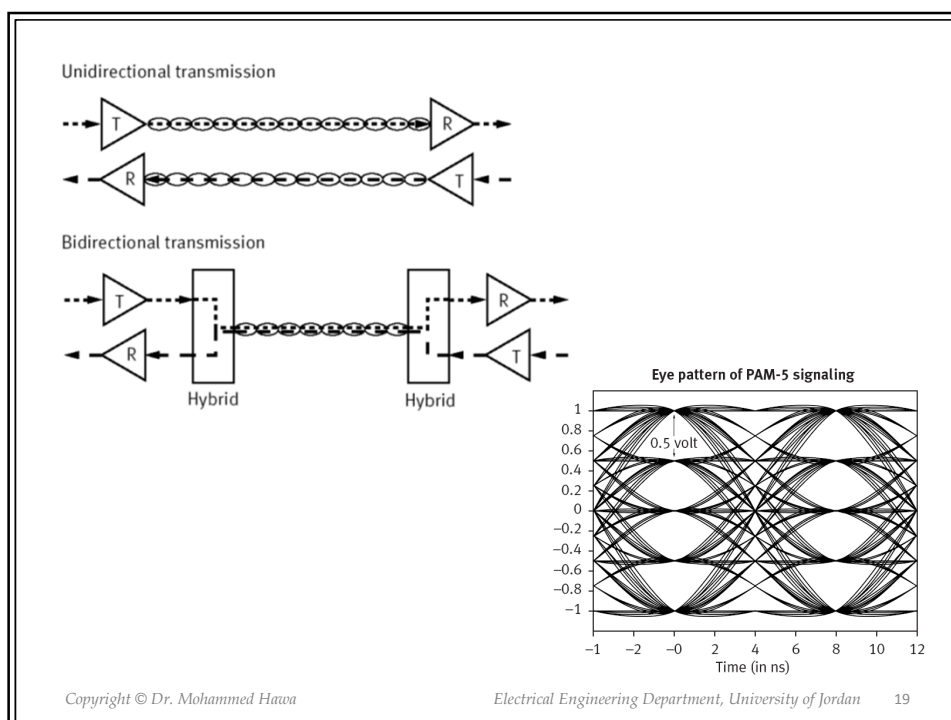 Unidirectional transmission
T
R
R
T
Bidirectional transmission
T
R
R
T
Hybrid
Hybrid
Eye pattern of PAM-5 signaling
1
0.8
0.6
0.4
0.2
0
−0.2
−0.4
−0.6
−0.8
−1
0.5 volt
−1 −2 −0 2 4 6 8 10 12
Time (in ns)
Copyright © Dr. Mohammed Hawa Electrical Engineering Department, University of Jordan 19